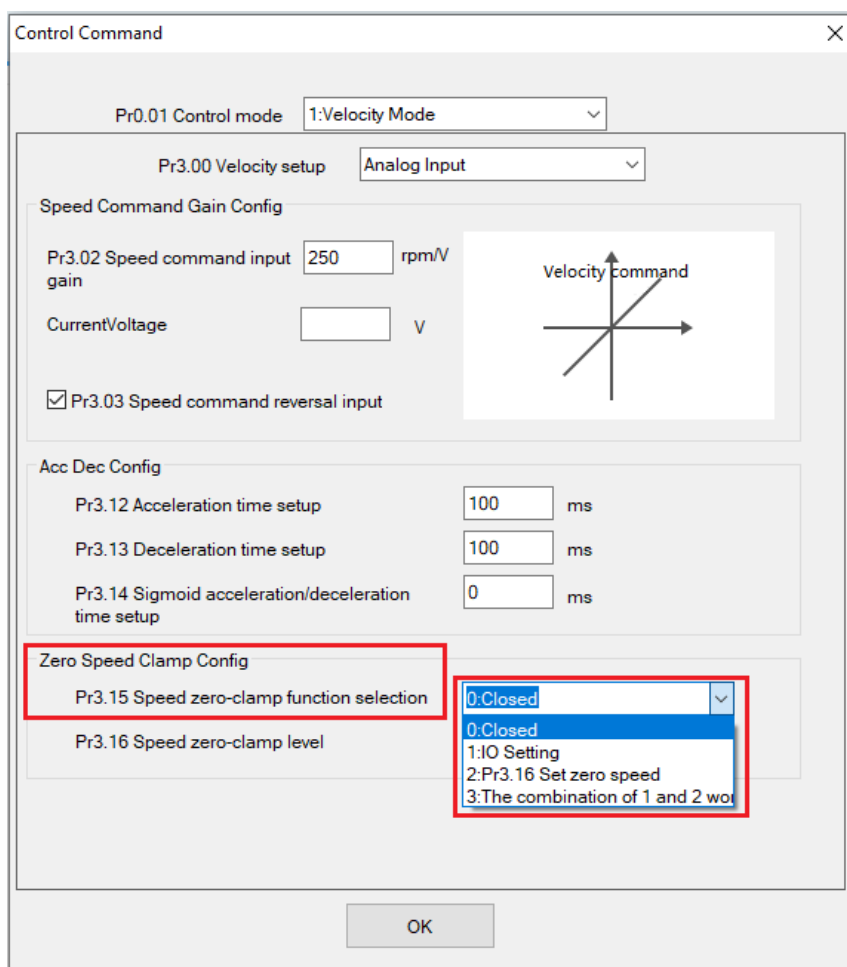 Control Command
Pr0.01 Control mode 1:Velocity Mode
Pr3.00 Velocity setup Analog Input
Speed Command Gain Config
Pr3.02 Speed command input gain 250 rpm/V
Velocity command
CurrentVoltage V
Pr3.03 Speed command reversal input
Acc Dec Config
Pr3.12 Acceleration time setup 100 ms
Pr3.13 Deceleration time setup 100 ms
Pr3.14 Sigmoid acceleration/deceleration time setup 0 ms
Zero Speed Clamp Config
Pr3.15 Speed zero-clamp function selection 0:Closed
0:Closed
Pr3.16 Speed zero-clamp level
1:IO Setting
2:Pr3.16 Set zero speed
3:The combination of 1 and 2 wor
OK